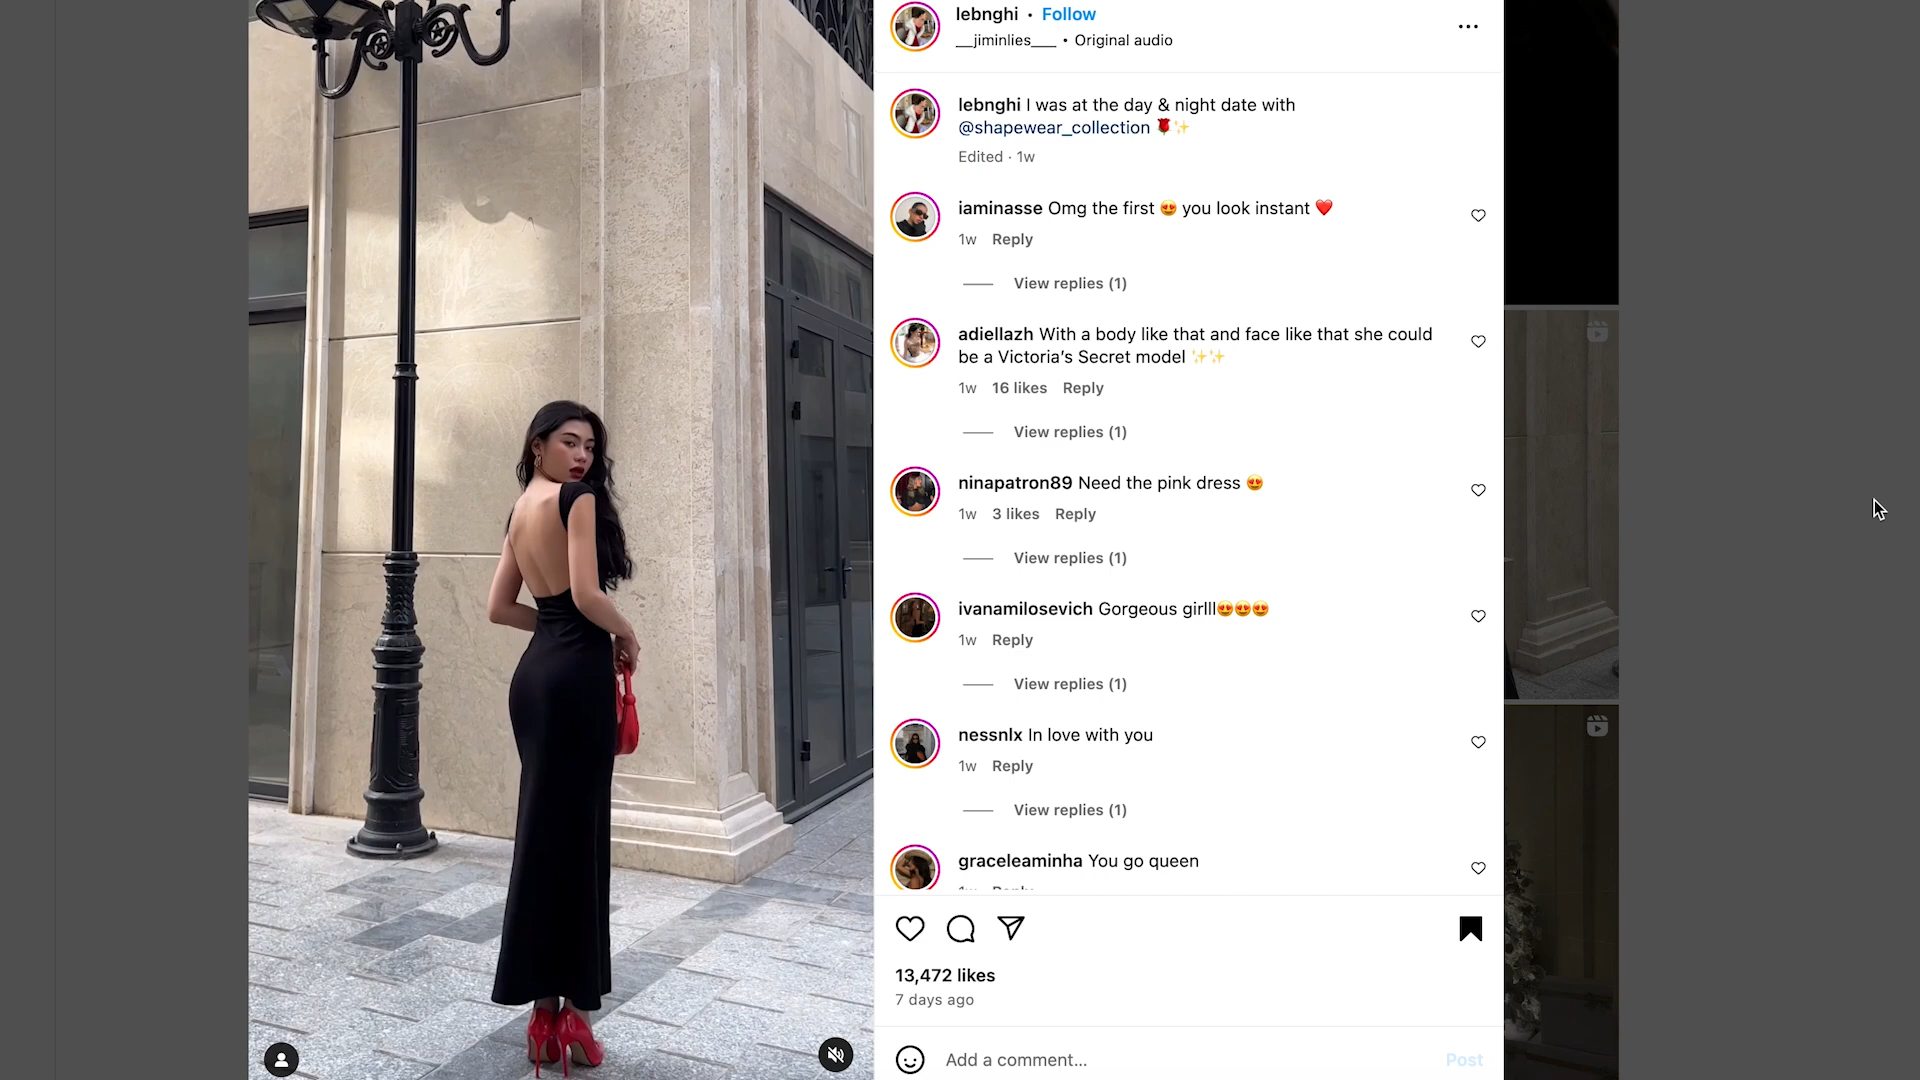 lebnghi • Follow
__jiminlies___ • Original audio
lebnghi I was at the day & night date with
@shapewear_collection 🌹✨
Edited · 1w
iaminasse Omg the first 😍 you look instant ❤️
1w Reply
View replies (1)
adiellazh With a body like that and face like that she could
be a Victoria’s Secret model ✨✨
1w 16 likes Reply
View replies (1)
ninapatron89 Need the pink dress 😍
1w 3 likes Reply
View replies (1)
ivanamilosevich Gorgeous girlll😍😍😍
1w Reply
View replies (1)
nessnlx In love with you
1w Reply
View replies (1)
graceleaminha You go queen
1w Reply
13,472 likes
7 days ago
Add a comment...
Post